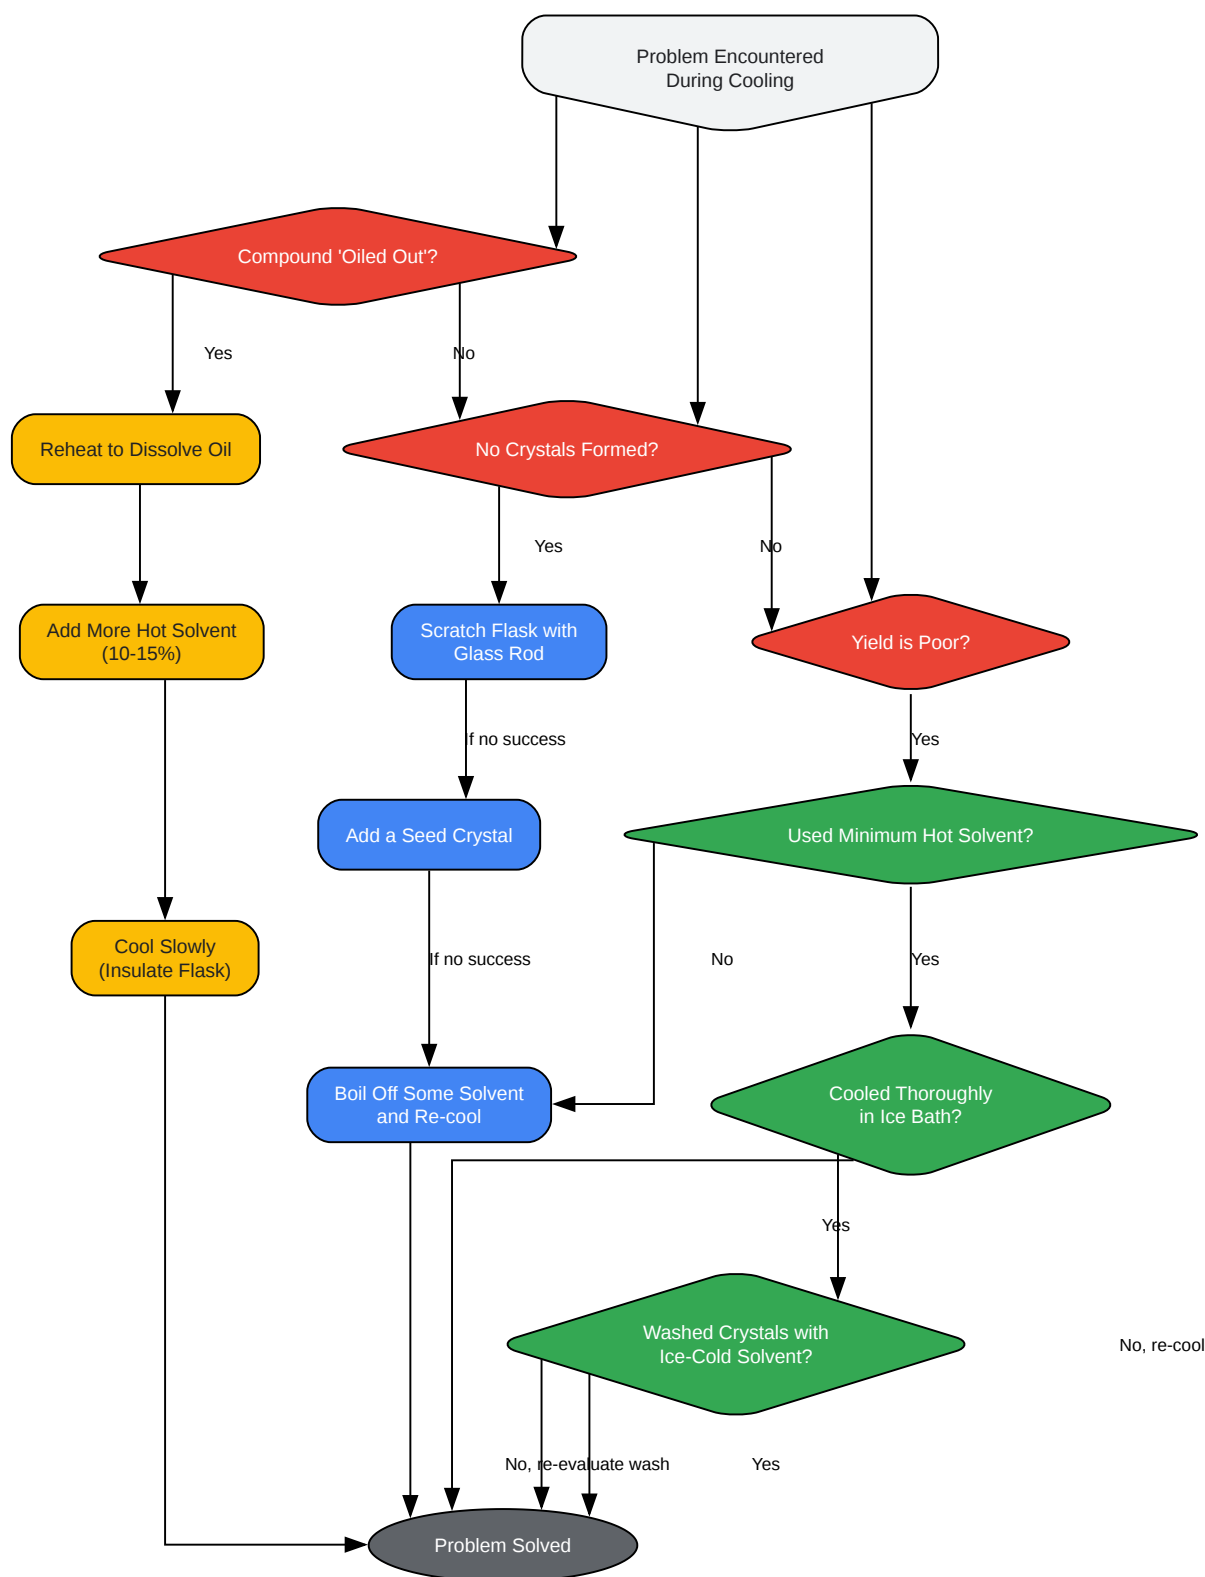 Problem Encountered
During Cooling
Compound 'Oiled Out'?
Yes
No
Reheat to Dissolve Oil
No Crystals Formed?
Yes
No
Add More Hot Solvent
(10-15%)
Scratch Flask with
Glass Rod
Yield is Poor?
If no success
Yes
Add a Seed Crystal
Used Minimum Hot Solvent?
Cool Slowly
(Insulate Flask)
If no success
No
Yes
Boil Off Some Solvent
and Re-cool
Cooled Thoroughly
in Ice Bath?
Yes
Washed Crystals with
Ice-Cold Solvent?
No, re-cool
No, re-evaluate wash
Yes
Problem Solved